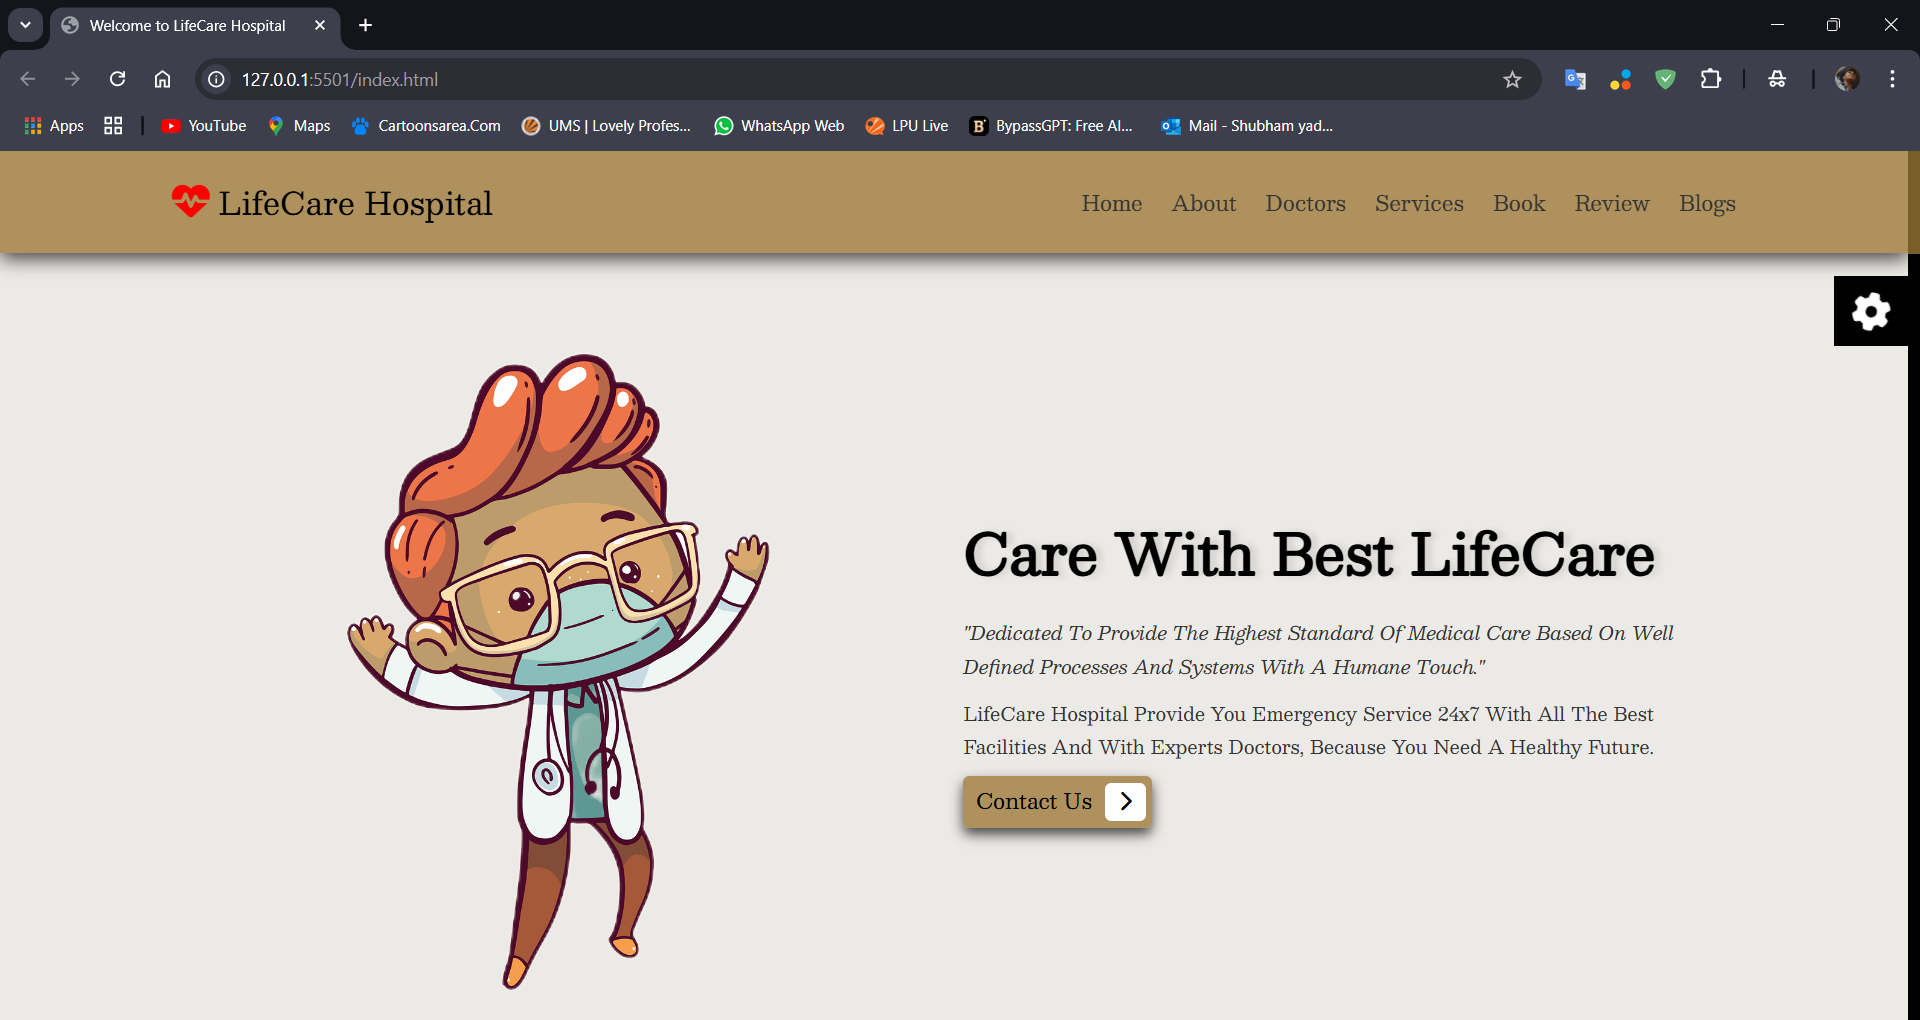 Welcome to LifeCare Hospital
127.0.0.1:5501/index.html
Apps YouTube Maps Cartoonsarea.Com UMS | Lovely Profes... WhatsApp Web LPU Live B BypassGPT: Free AI... Mail - Shubham yad...
LifeCare Hospital Home About Doctors Services Book Review Blogs
Care With Best LifeCare
"Dedicated To Provide The Highest Standard Of Medical Care Based On Well
Defined Processes And Systems With A Humane Touch."
LifeCare Hospital Provide You Emergency Service 24x7 With All The Best
Facilities And With Experts Doctors, Because You Need A Healthy Future.
Contact Us